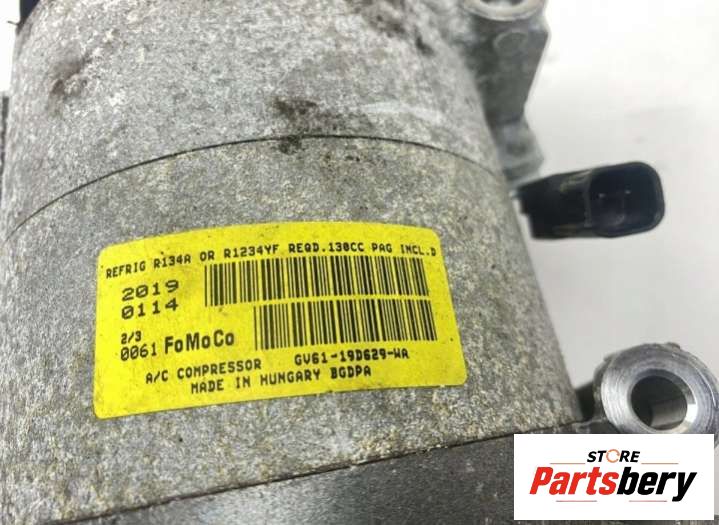 REFRIG R134A OR R1234YF REQD.130CC PAG INCL.D
2019
0114
2/3
0061 FoMoCo
A/C COMPRESSOR GV61-19D629-WA
MADE IN HUNGARY BGDPA
STORE
Partsbery